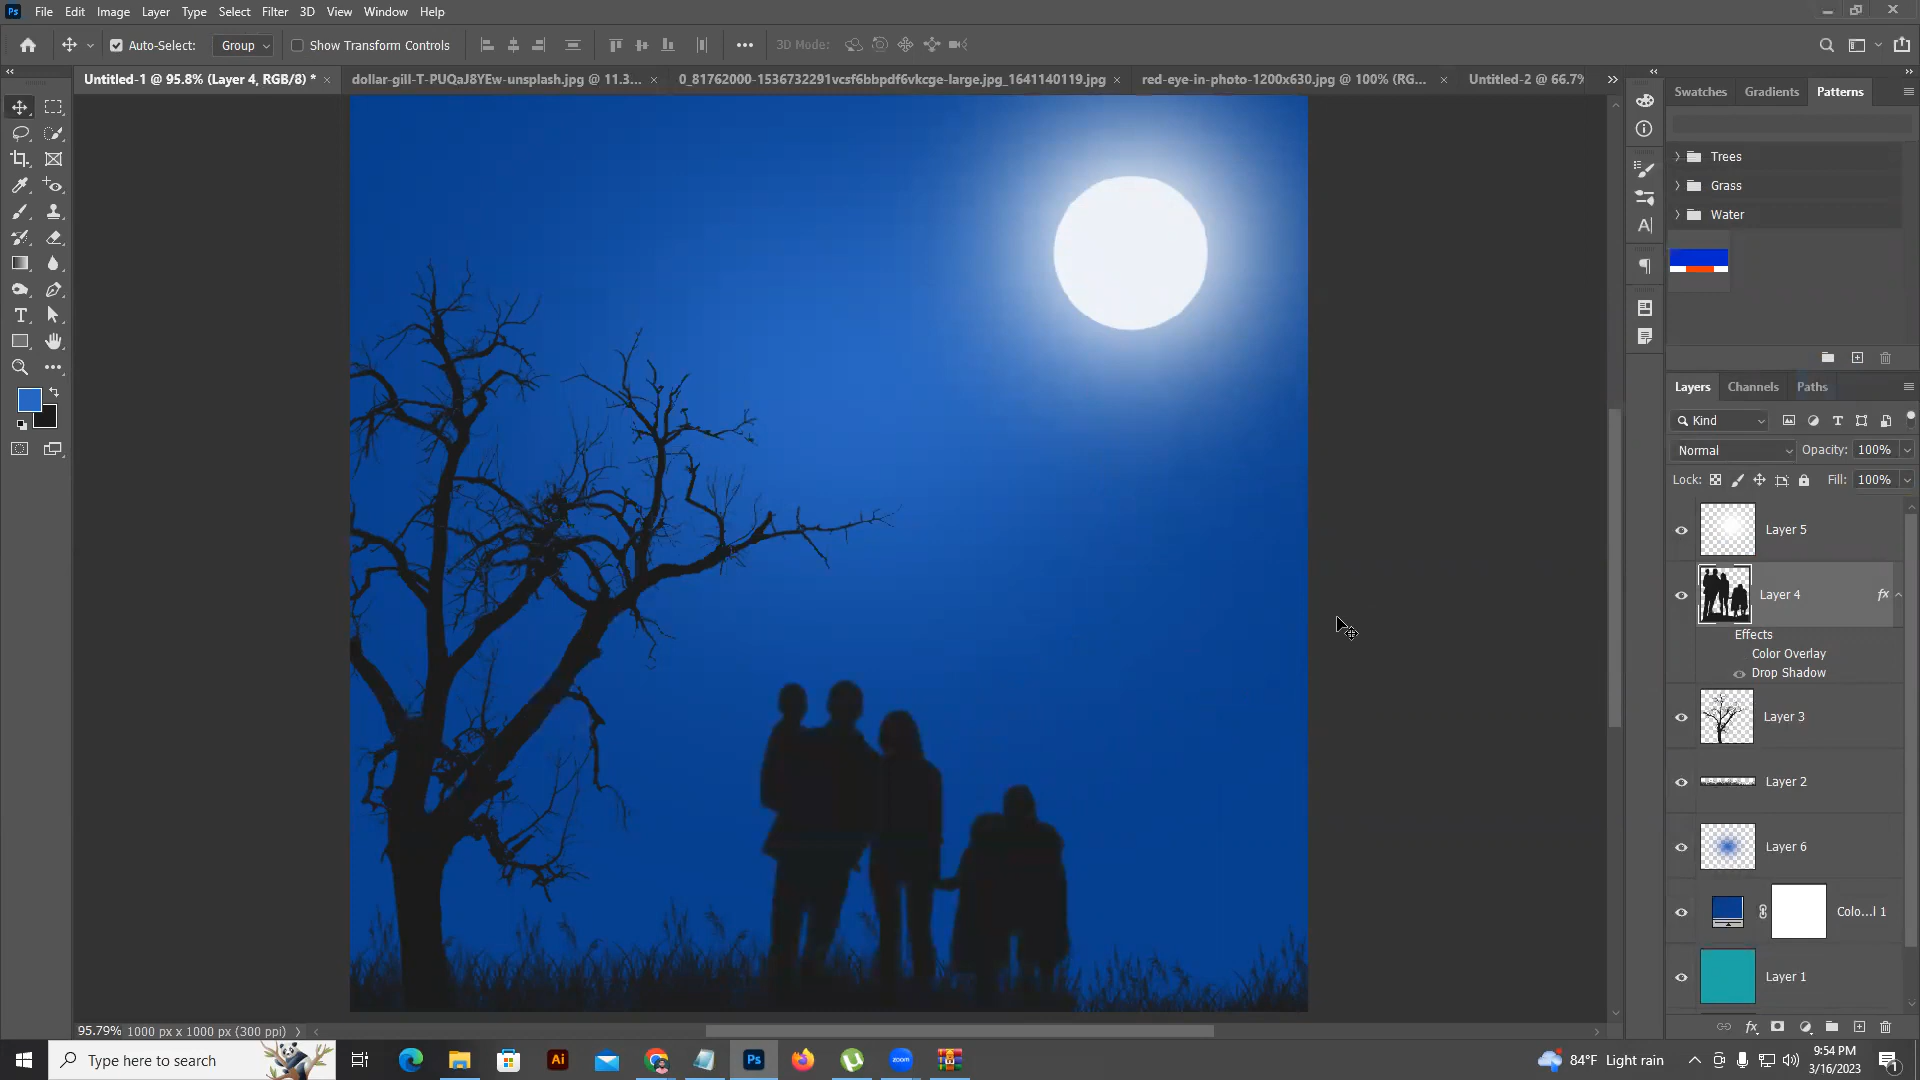 Ps File Edit Image Layer Type Select Filter 3D View Window Help
Auto-Select: Group Show Transform Controls 3D Mode:
Untitled-1 @ 95.8% (Layer 4, RGB/8) * dollar-gill-T-PUQaJ8YEw-unsplash.jpg @ 11.3... 0_81762000-1536732291vcsf6bbpdf6vkcge-large.jpg_1641140119.jpg red-eye-in-photo-1200x630.jpg @ 100% (RG... Untitled-2 @ 66.7%
Swatches Gradients Patterns
Trees
Grass
Water
Layers Channels Paths
Kind
Normal Opacity: 100%
Lock: Fill: 100%
Layer 5
Layer 4 fx
Effects
Color Overlay
Drop Shadow
Layer 3
Layer 2
Layer 6
Colo...l 1
Layer 1
95.79% 1000 px x 1000 px (300 ppi)
Type here to search Ai Ps zoom 84°F Light rain 9:54 PM
3/16/2023 1